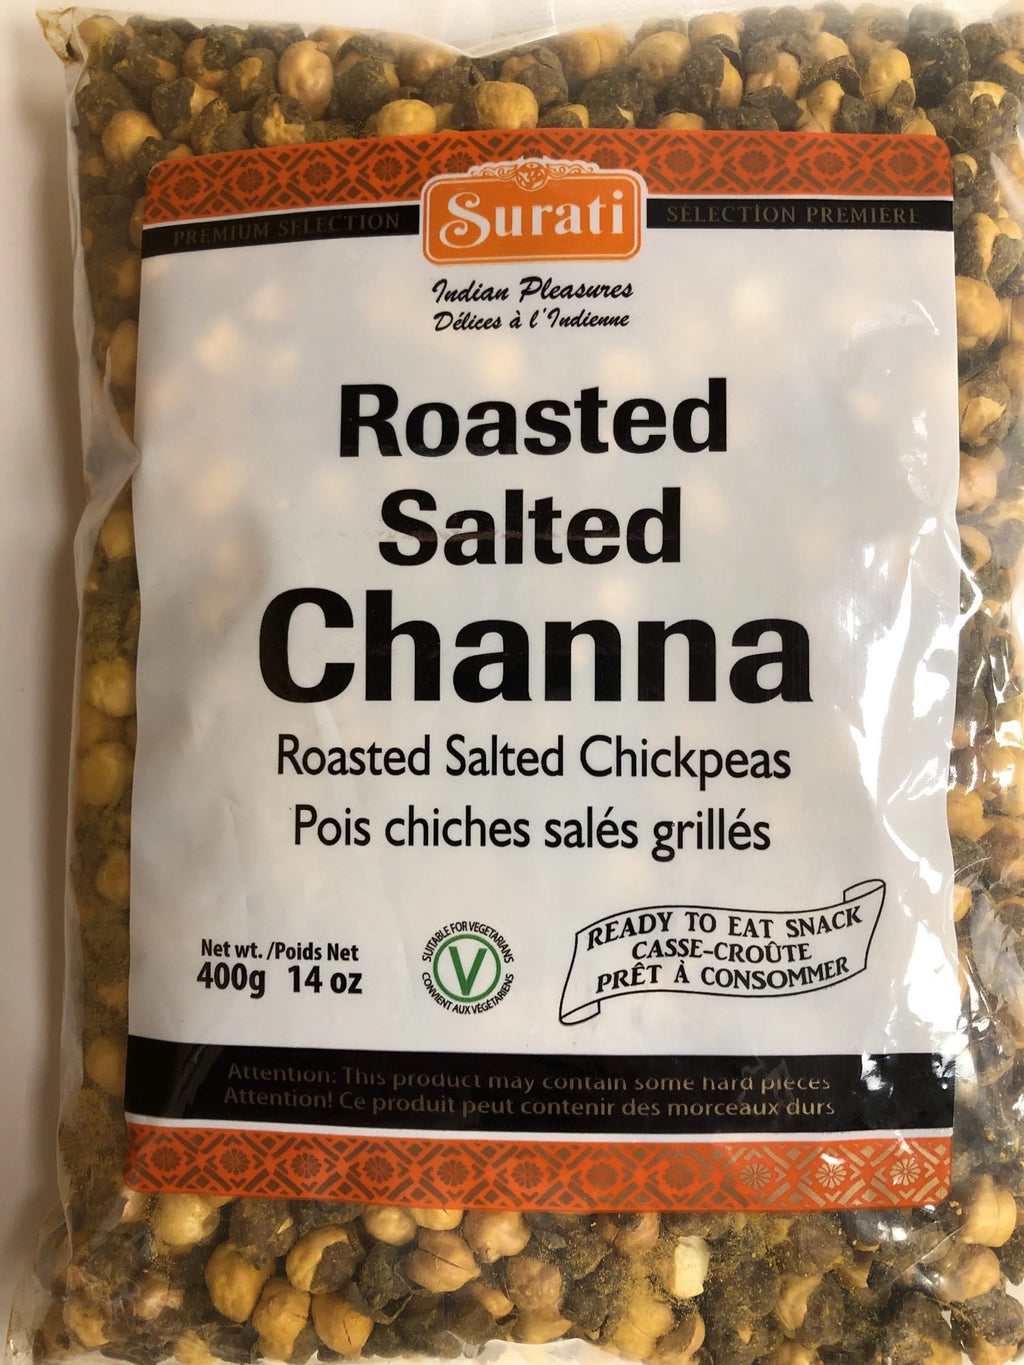 Surati
PREMIUM SELECTION
SÉLECTION PREMIÈRE
Indian Pleasures
Délices à l'Indienne
Roasted
Salted
Channa
Roasted Salted Chickpeas
Pois chiches salés grillés
Net wt. /Poids Net
400g 14 oz
SUITABLE FOR VEGETARIANS
V
CONVIENT AUX VÉGÉTARIENS
READY TO EAT SNACK
CASSE-CROÛTE
PRÊT À CONSOMMER
Attention: This product may contain some hard pieces
Attention! Ce produit peut contenir des morceaux durs